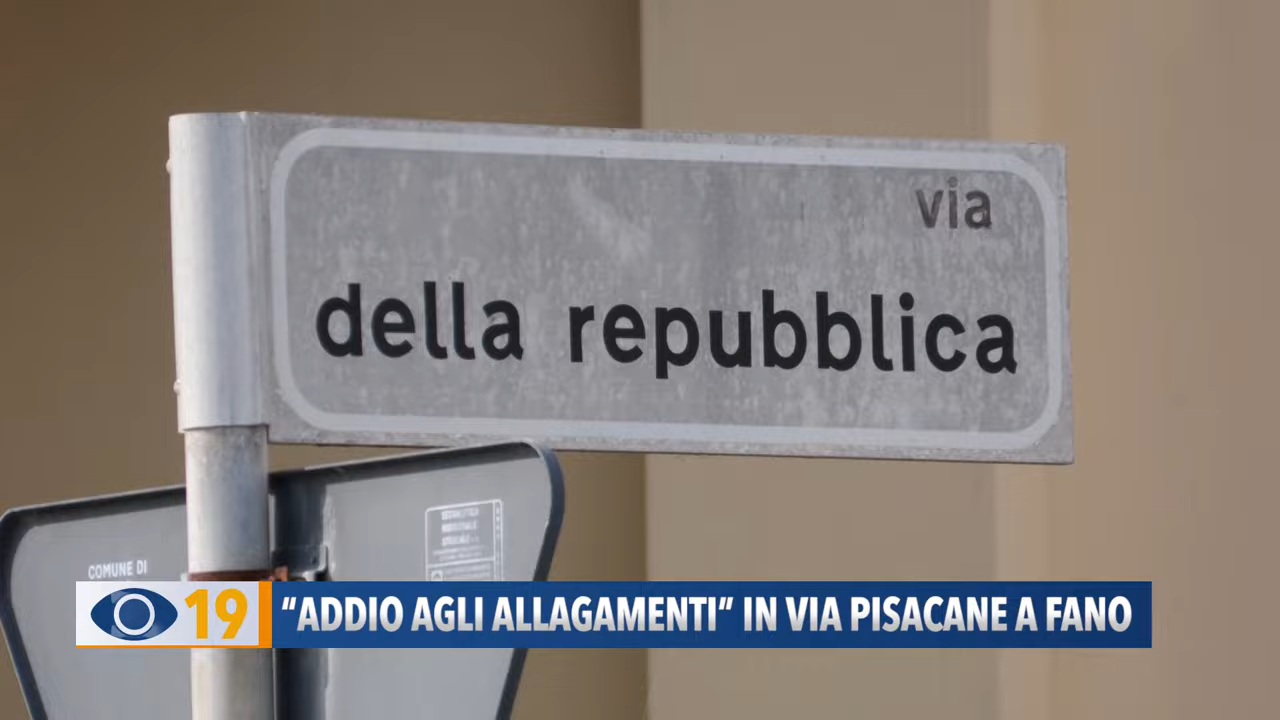 via
della repubblica
COMUNE DI
19
“ADDIO AGLI ALLAGAMENTI” IN VIA PISACANE A FANO